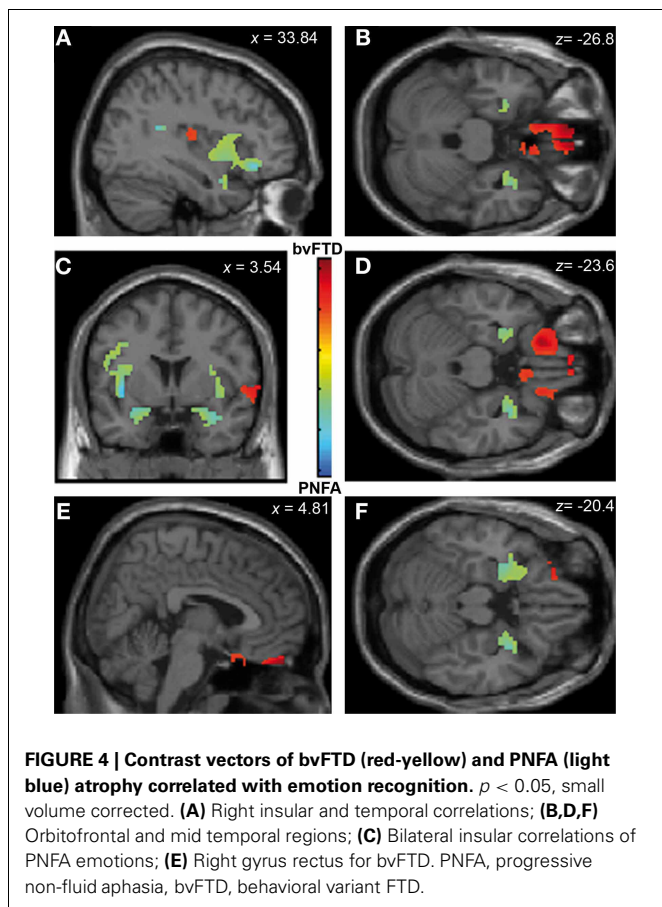 A
x = 33.84
B
z= -26.8
bvFTD
C
x = 3.54
D
z= -23.6
PNFA
E
x = 4.81
F
z= -20.4
FIGURE 4 | Contrast vectors of bvFTD (red-yellow) and PNFA (light
blue) atrophy correlated with emotion recognition. p < 0.05, small
volume corrected. (A) Right insular and temporal correlations; (B,D,F)
Orbitofrontal and mid temporal regions; (C) Bilateral insular correlations of
PNFA emotions; (E) Right gyrus rectus for bvFTD. PNFA, progressive
non-fluid aphasia, bvFTD, behavioral variant FTD.